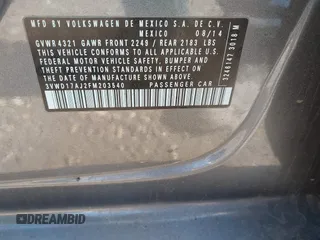 MFD BY VOLKSWAGEN DE MEXICO S.A. DE C.V.
MEXICO 08/14
GVWR 4321 GAWR FRONT 2249 / REAR 2183 LBS
THIS VEHICLE CONFORMS TO ALL APPLICABLE U.S.
FEDERAL MOTOR VEHICLE SAFETY, BUMPER AND
THEFT PREVENTION STANDARDS IN EFFECT ON
THE DATE OF MANUFACTURE SHOWN ABOVE
3VWD17AJ2FM203540 PASSENGER CAR
3246147 3018 M
DREAMBID